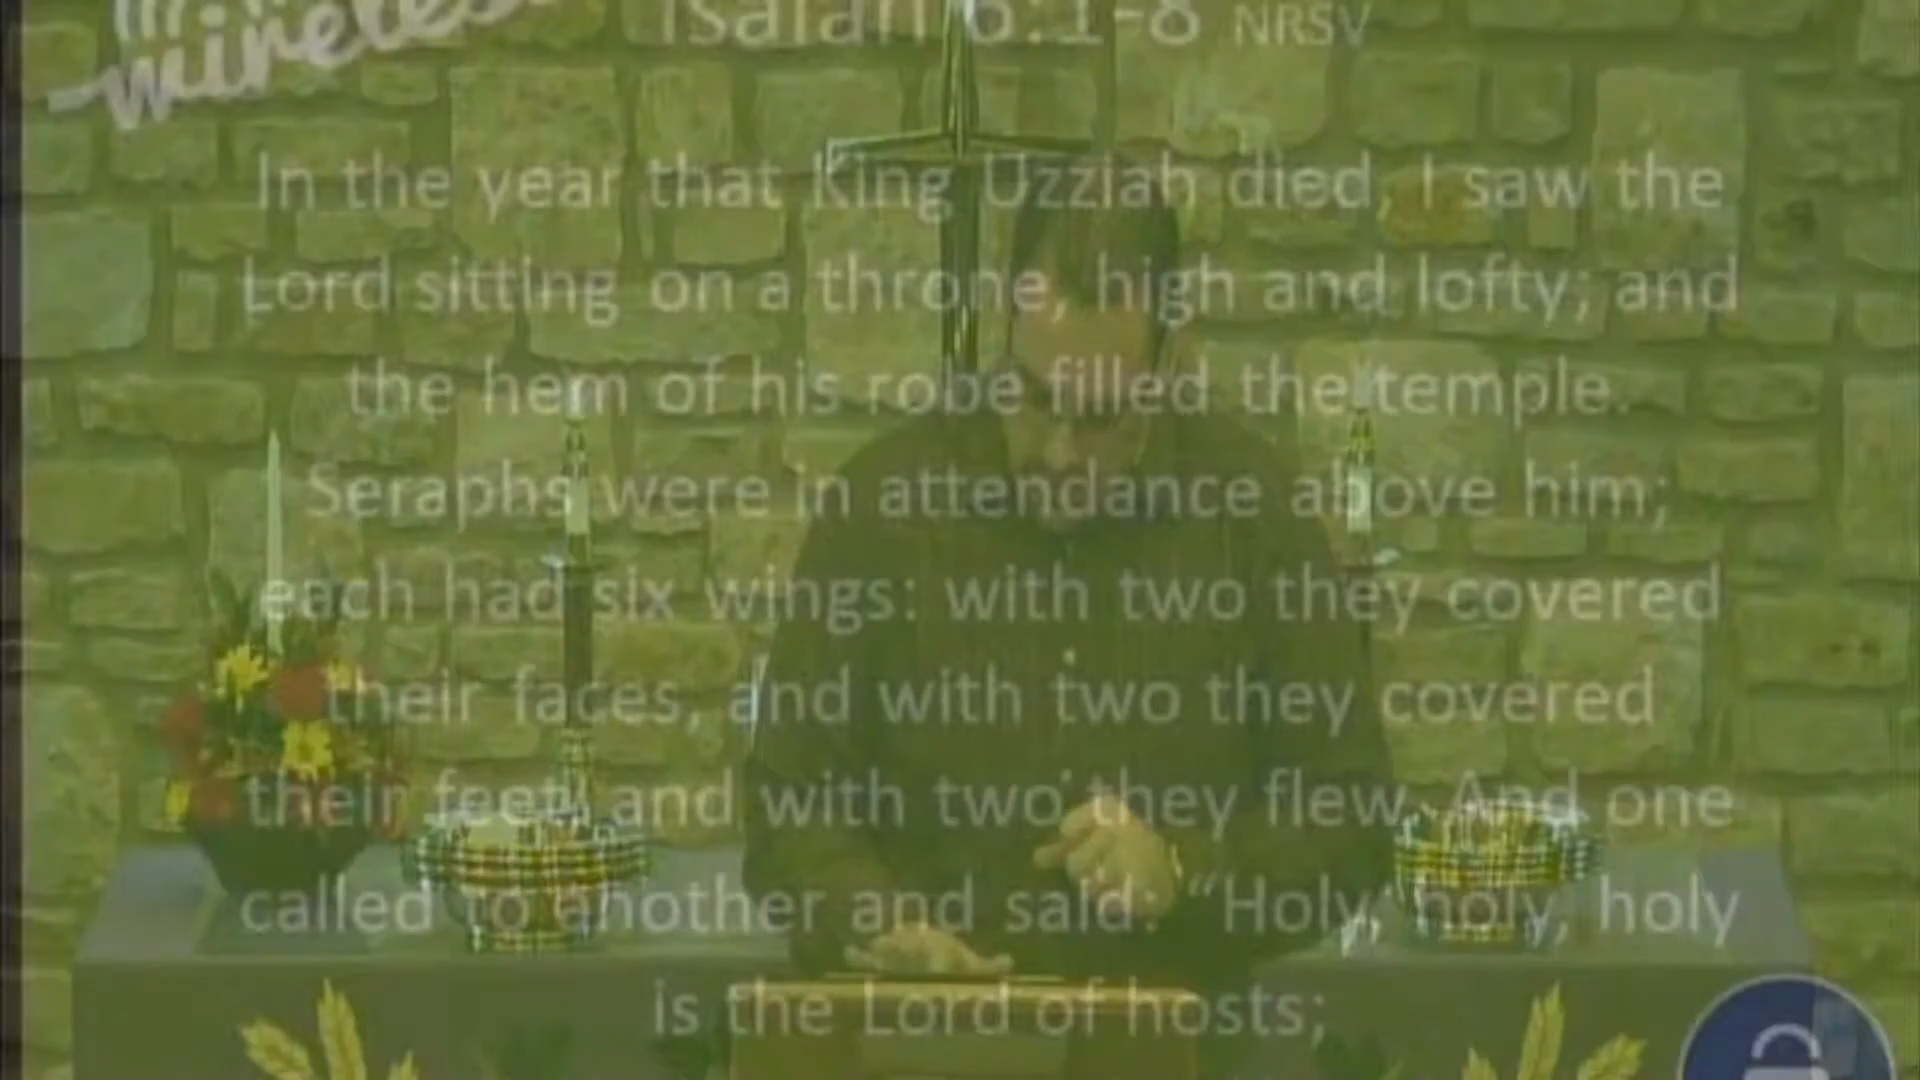 wireless
Isaiah 6:1-8 NRSV
In the year that King Uzziah died, I saw the
Lord sitting on a throne, high and lofty; and
the hem of his robe filled the temple.
Seraphs were in attendance above him;
each had six wings: with two they covered
their faces, and with two they covered
their feet, and with two they flew. And one
called to another and said: “Holy, holy, holy
is the Lord of hosts;